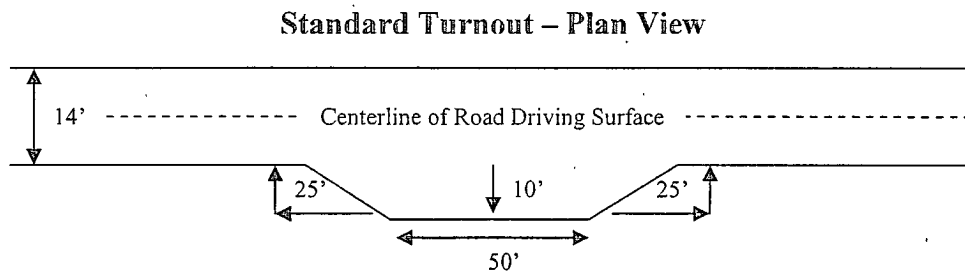 Standard Turnout – Plan View
14’
Centerline of Road Driving Surface
25’
10’
25’
50’